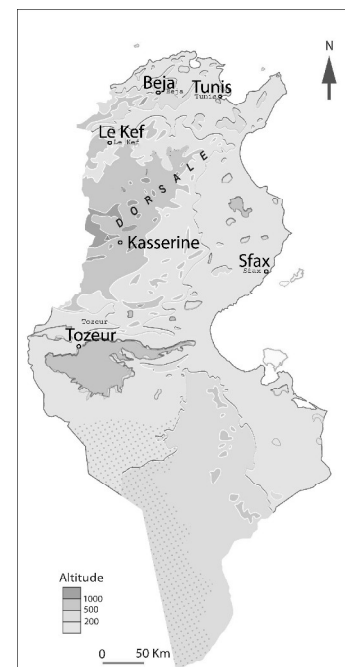 N
Beja
Beja
Tunis
Tunis
Le Kef
Le Kef
DORSALE
Kasserine
Sfax
Sfax
Tozeur
Tozeur
Altitude
1000
500
200
0 50 Km